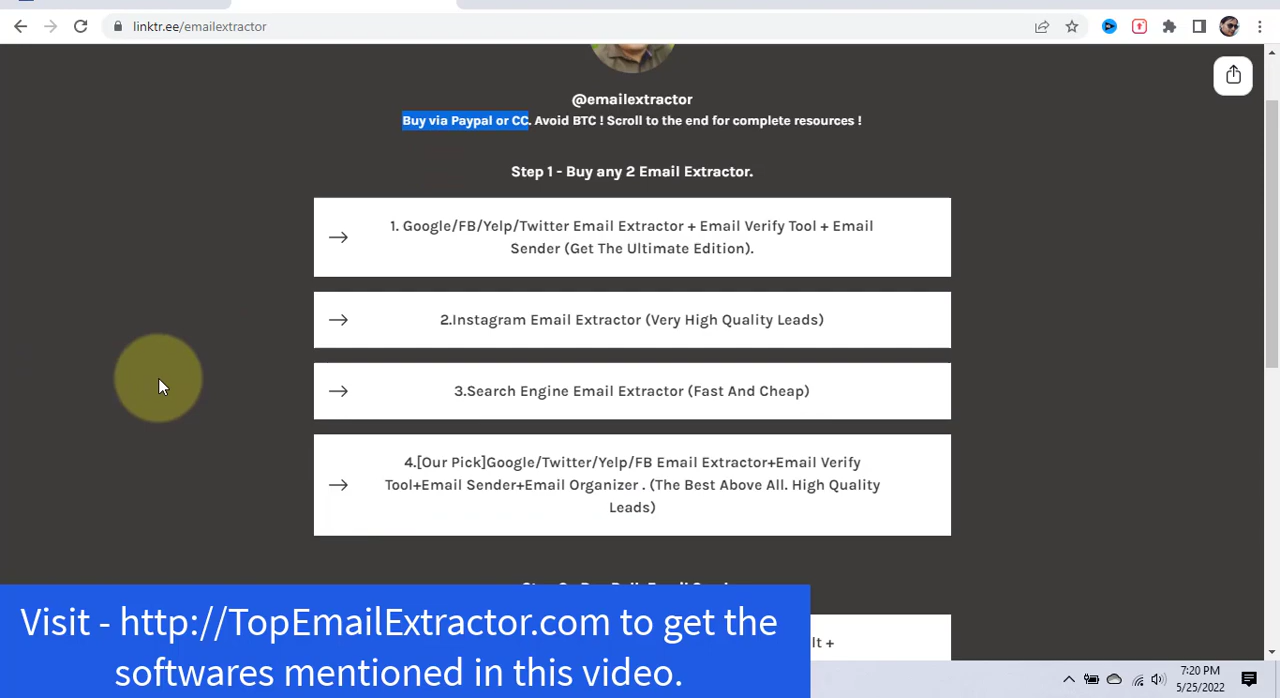 linktr.ee/emailextractor
@emailextractor
Buy via Paypal or CC. Avoid BTC ! Scroll to the end for complete resources !
Step 1 - Buy any 2 Email Extractor.
1. Google/FB/Yelp/Twitter Email Extractor + Email Verify Tool + Email
Sender (Get The Ultimate Edition).
2.Instagram Email Extractor (Very High Quality Leads)
3.Search Engine Email Extractor (Fast And Cheap)
4.[Our Pick]Google/Twitter/Yelp/FB Email Extractor+Email Verify
Tool+Email Sender+Email Organizer . (The Best Above All. High Quality
Leads)
lt +
Visit - http://TopEmailExtractor.com to get the
softwares mentioned in this video.
7:20 PM
5/25/2022